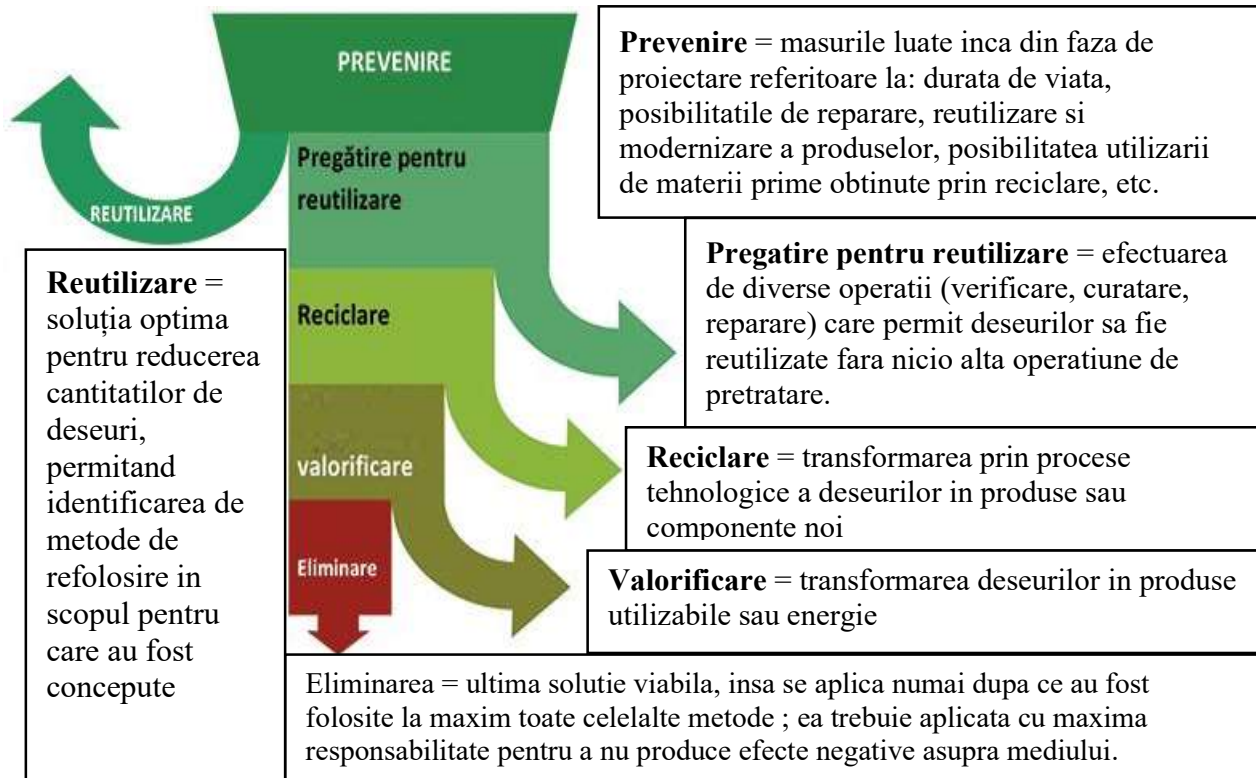 PREVENIRE
Prevenire = masurile luate inca din faza de
proiectare referitoare la: durata de viata,
posibilitatile de reparare, reutilizare si
modernizare a produselor, posibilitatea utilizarii
de materii prime obtinute prin reciclare, etc.
REUTILIZARE
Reutilizare =
soluția optima
pentru reducerea
cantitatilor de
deseuri,
permitand
identificarea de
metode de
refolosire in
scopul pentru
care au fost
concepute
Pregătire pentru
reutilizare
Pregatire pentru reutilizare = efectuarea
de diverse operatii (verificare, curatare,
reparare) care permit deseurilor sa fie
reutilizate fara nicio alta operatiune de
pretratare.
Reciclare
Reciclare = transformarea prin procese
tehnologice a deseurilor in produse sau
componente noi
valorificare
Valorificare = transformarea deseurilor in produse
utilizabile sau energie
Eliminare
Eliminarea = ultima solutie viabila, insa se aplica numai dupa ce au fost
folosite la maxim toate celelalte metode ; ea trebuie aplicata cu maxima
responsabilitate pentru a nu produce efecte negative asupra mediului.